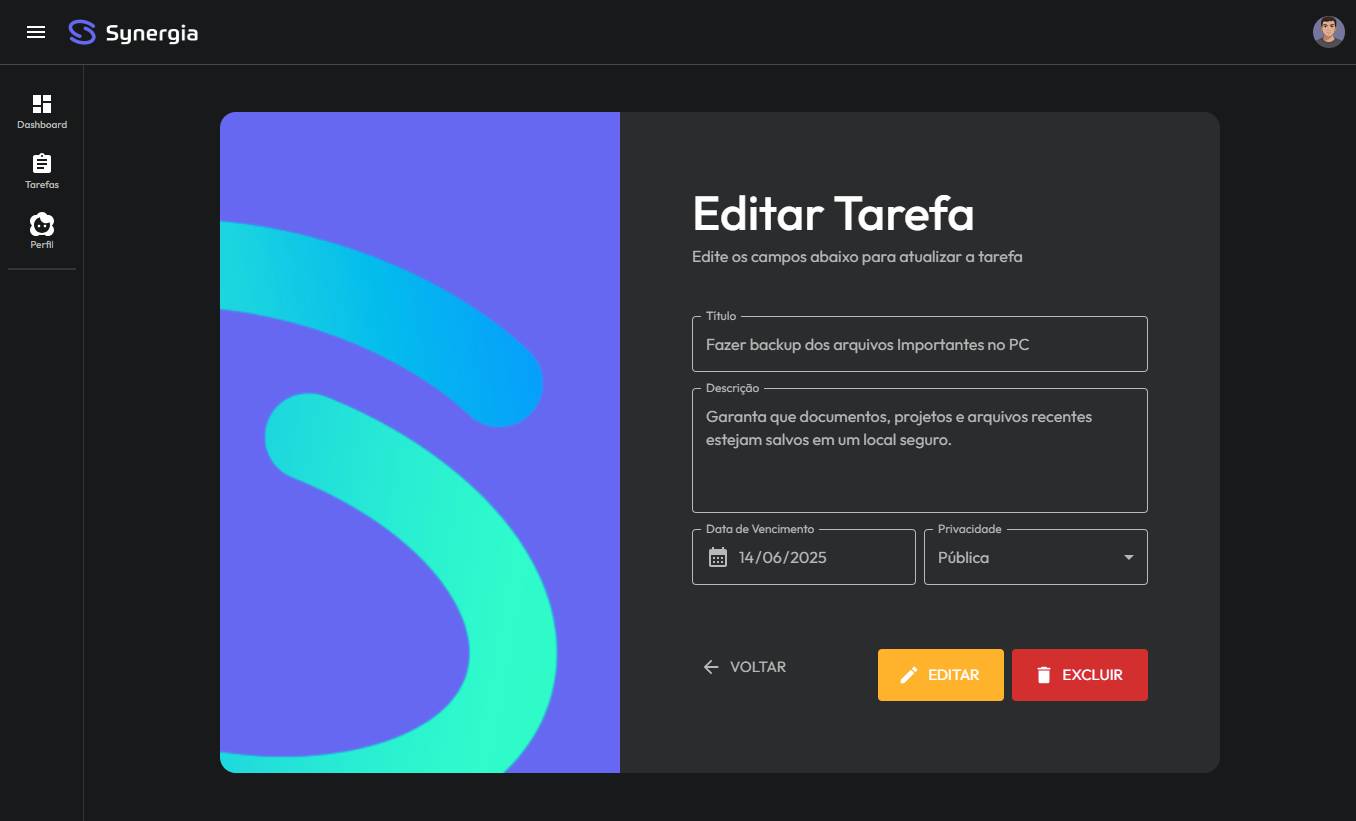 Synergia
Dashboard
Tarefas
Perfil
Editar Tarefa
Edite os campos abaixo para atualizar a tarefa
Título
Fazer backup dos arquivos Importantes no PC
Descrição
Garanta que documentos, projetos e arquivos recentes
estejam salvos em um local seguro.
Data de Vencimento
14/06/2025
Privacidade
Pública
VOLTAR
EDITAR
EXCLUIR